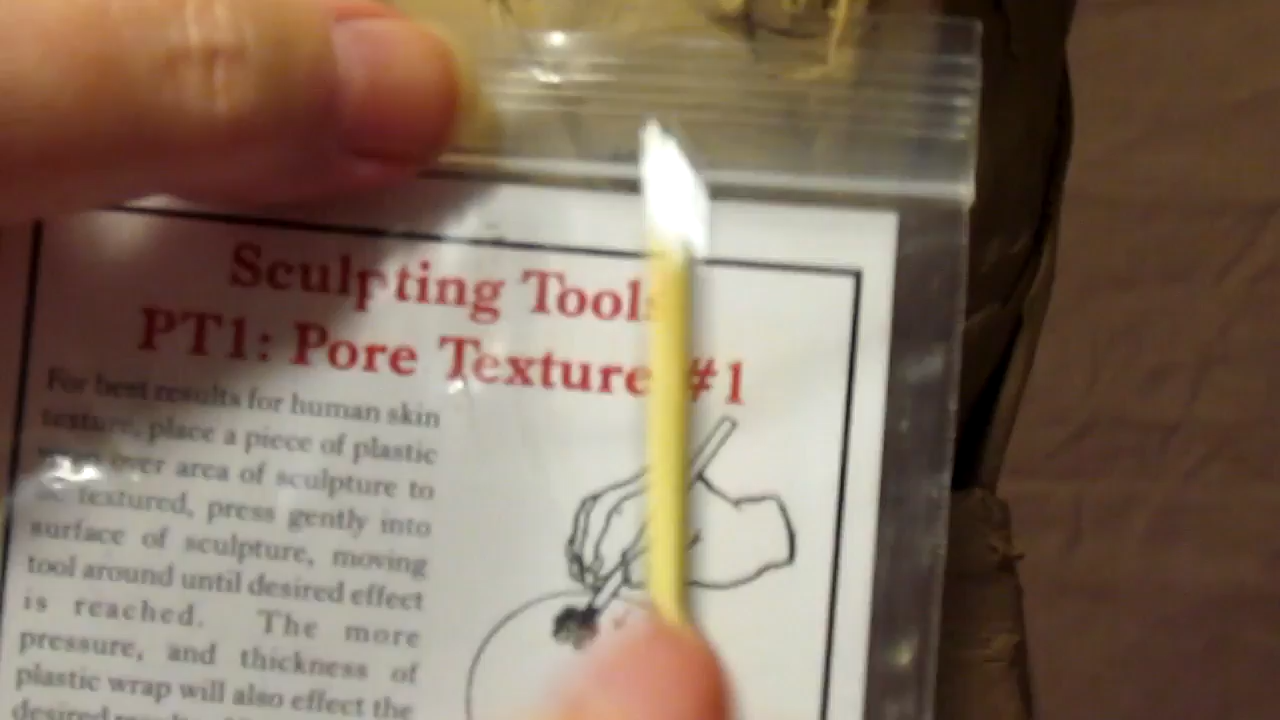 Sculpting Tools
PT1: Pore Texture #1
For best results for human skin
texture, place a piece of plastic
wrap over area of sculpture to
be textured, press gently into
surface of sculpture, moving
tool around until desired effect
is reached. The more
pressure, and thickness of
plastic wrap will also effect the
desired